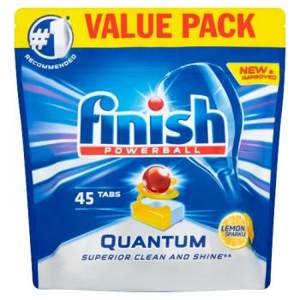 VALUE PACK
#1
RECOMMENDED
NEW &
IMPROVED
finish
POWERBALL
45 TABS
LEMON
SPARKLE
QUANTUM
SUPERIOR CLEAN AND SHINE**